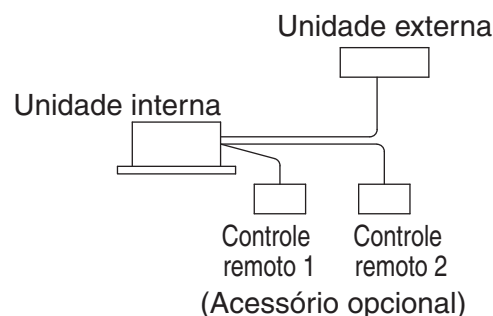 Unidade externa
Unidade interna
Controle
remoto 1
Controle
remoto 2
(Acessório opcional)